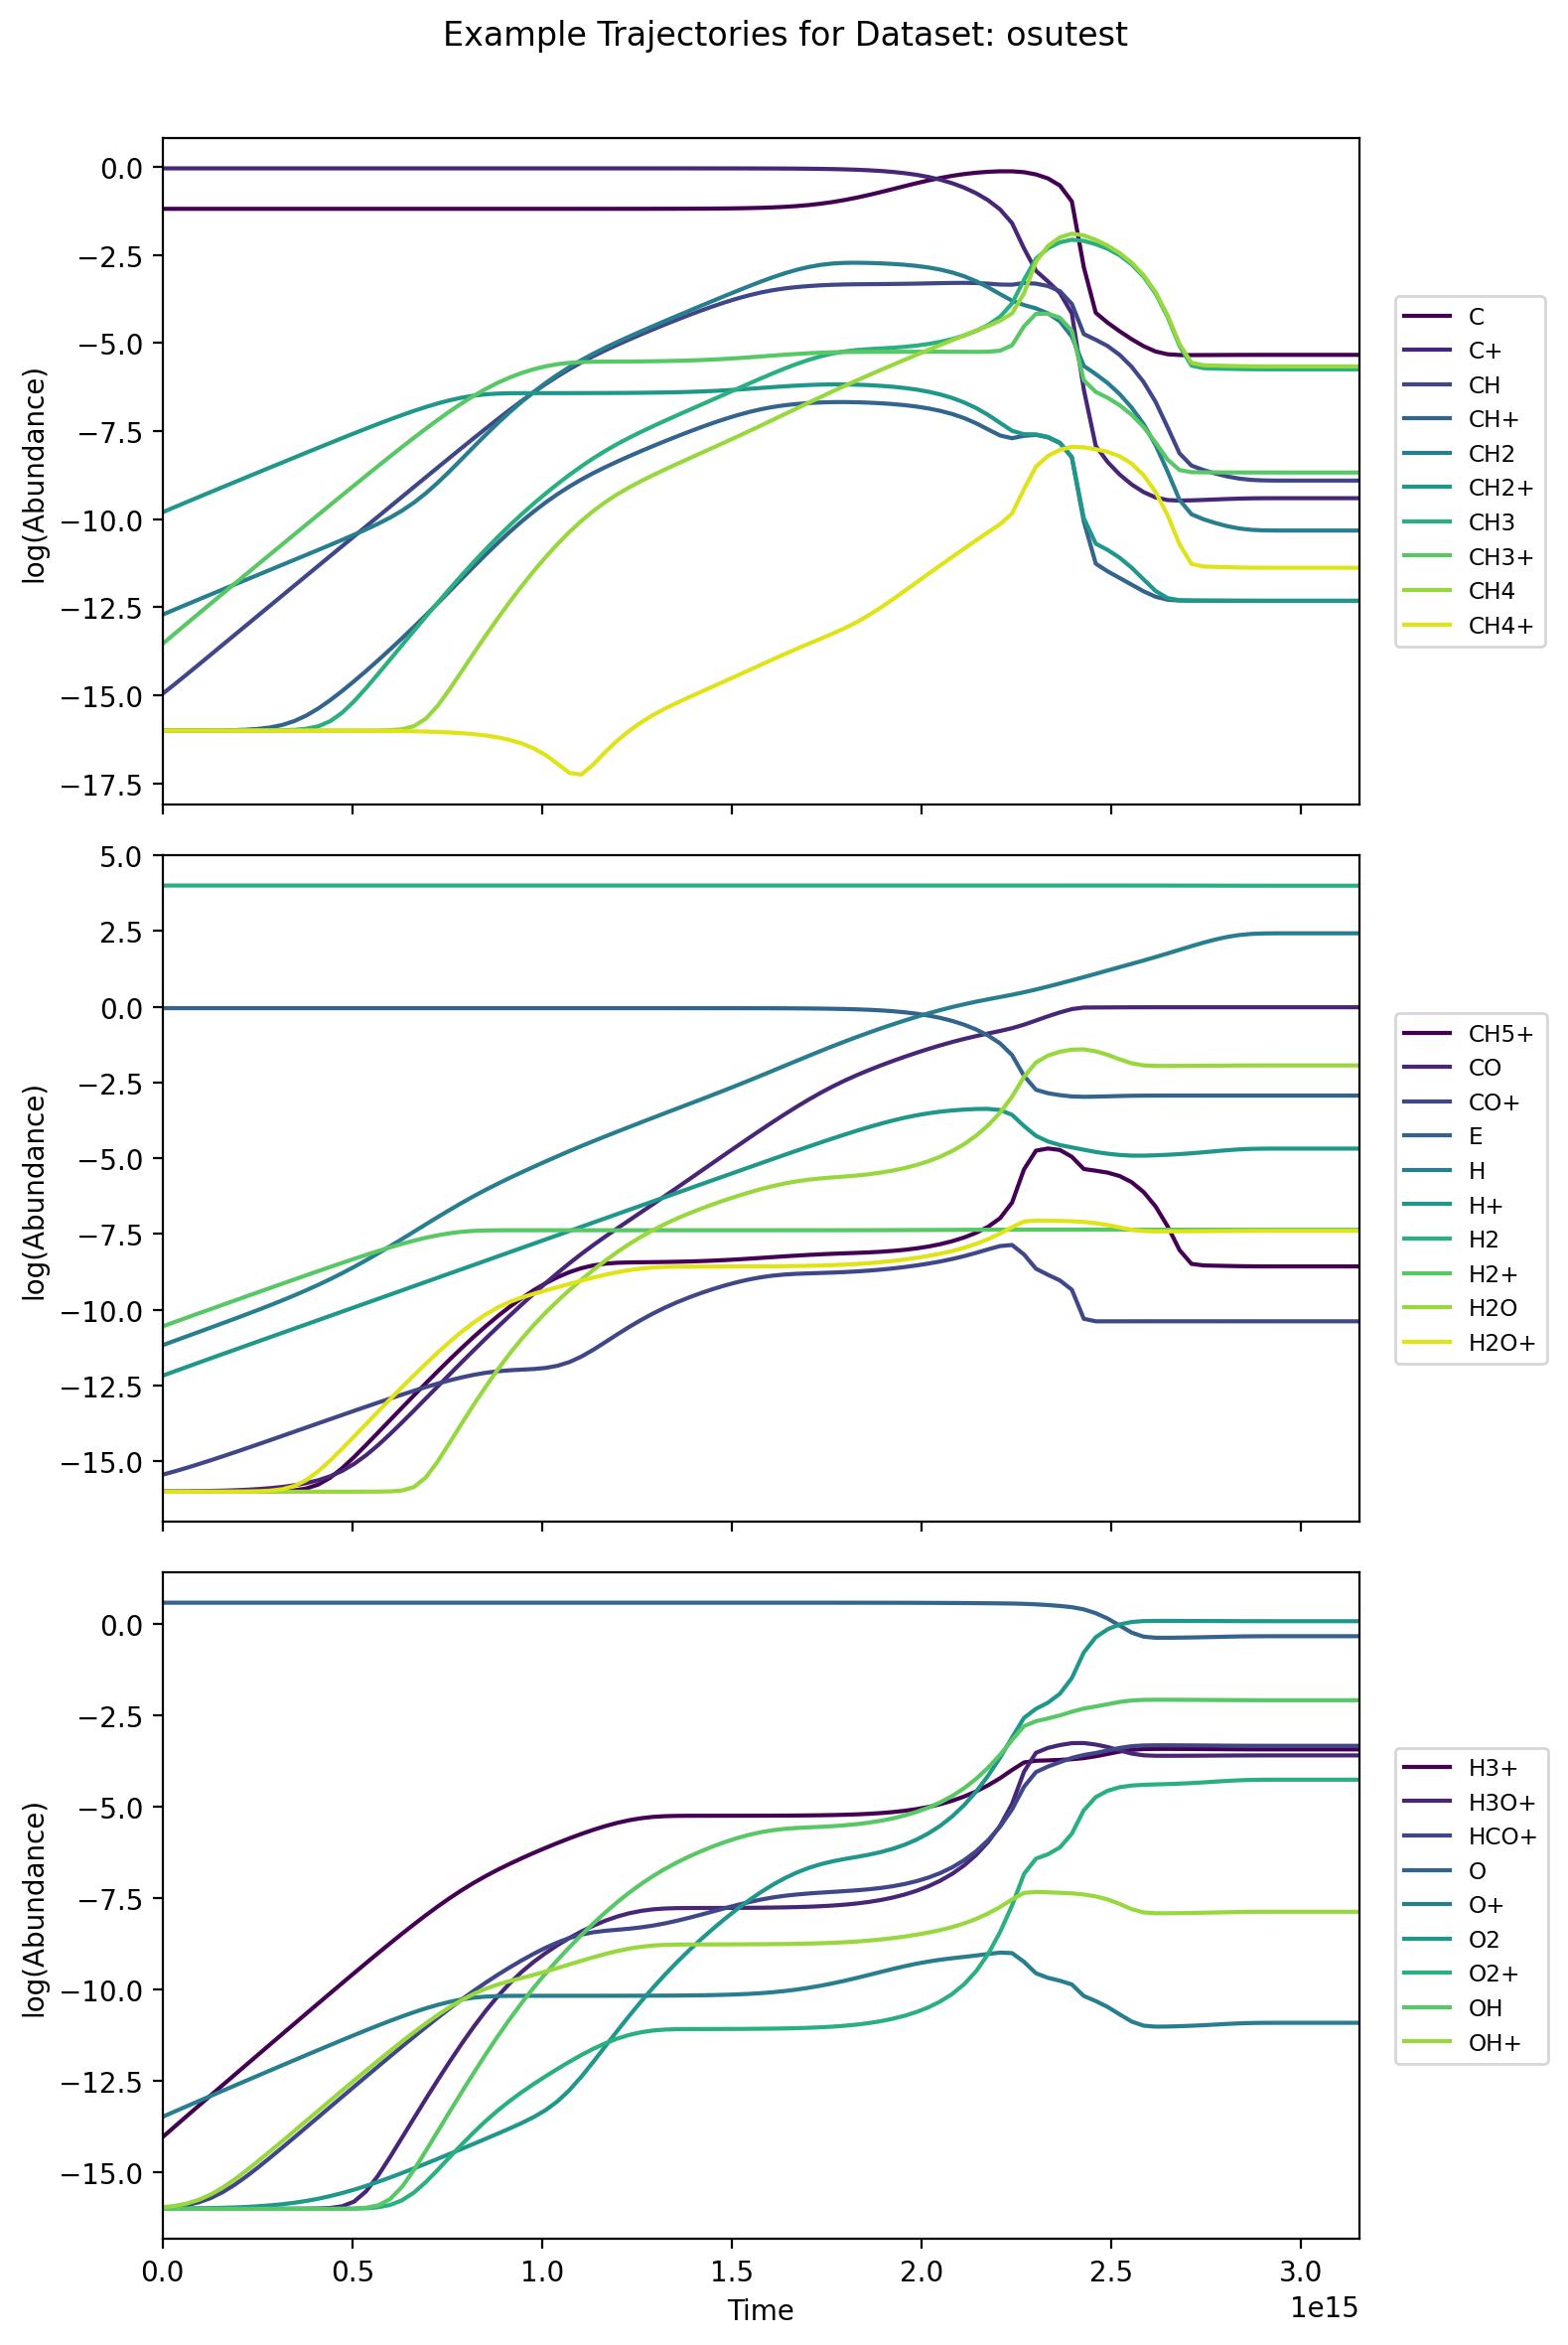 Example Trajectories for Dataset: osutest
0.0
−2.5
−5.0
−7.5
−10.0
−12.5
−15.0
−17.5
log(Abundance)
C
C+
CH
CH+
CH2
CH2+
CH3
CH3+
CH4
CH4+
5.0
2.5
0.0
−2.5
−5.0
−7.5
−10.0
−12.5
−15.0
log(Abundance)
CH5+
CO
CO+
E
H
H+
H2
H2+
H2O
H2O+
0.0
−2.5
−5.0
−7.5
−10.0
−12.5
−15.0
log(Abundance)
H3+
H3O+
HCO+
O
O+
O2
O2+
OH
OH+
0.0 0.5 1.0 1.5 2.0 2.5 3.0
Time
1e15